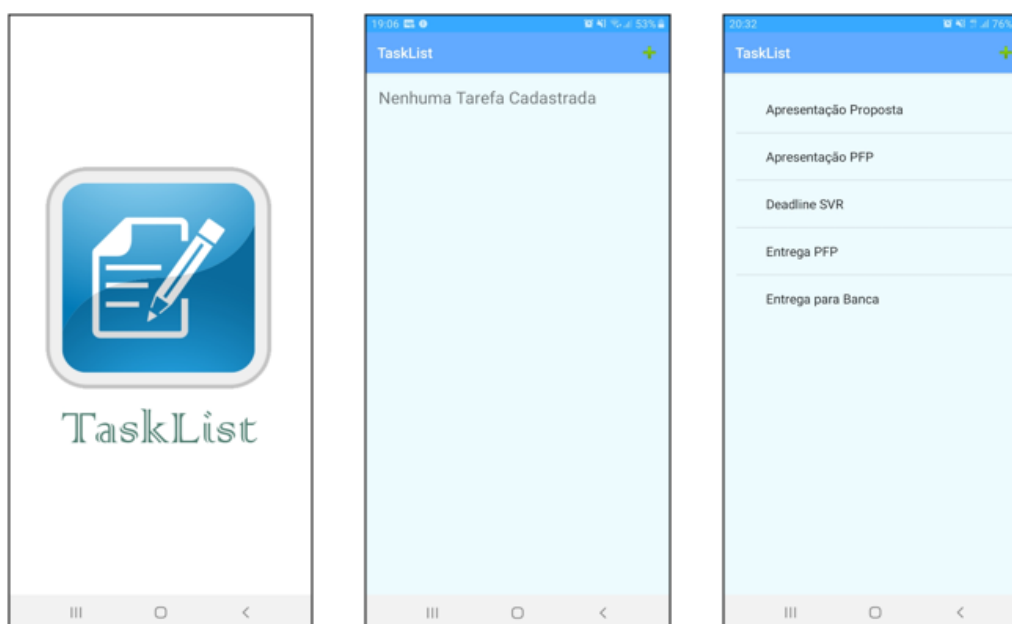 TaskList
19:06
53%
TaskList
Nenhuma Tarefa Cadastrada
20:32
76%
TaskList
Apresentação Proposta
Apresentação PFP
Deadline SVR
Entrega PFP
Entrega para Banca